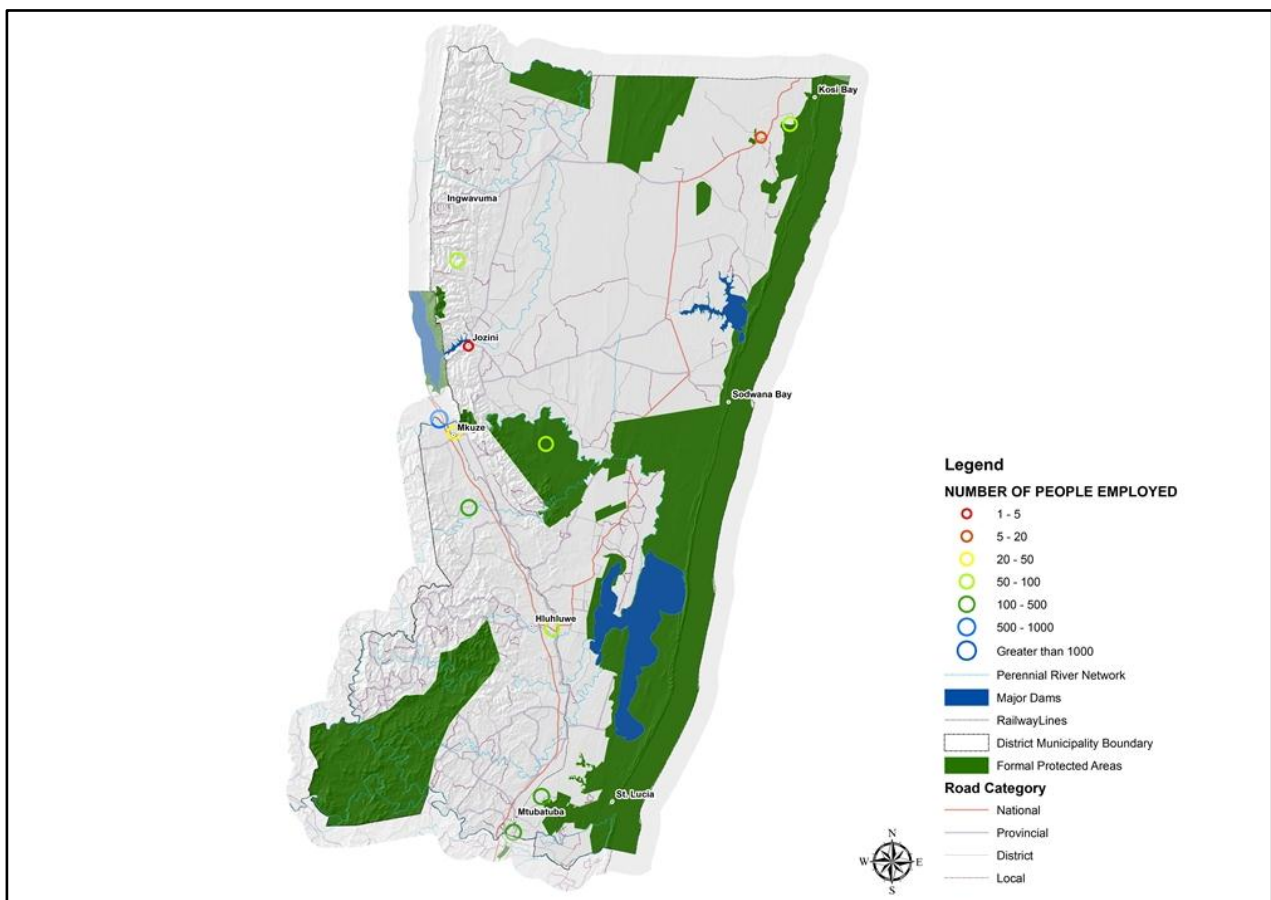 Kosi Bay
Ingwavuma
Jozini
Sodwana Bay
Mkuze
Hluhluwe
St. Lucia
Mtubatuba
Legend
NUMBER OF PEOPLE EMPLOYED
1 - 5
5 - 20
20 - 50
50 - 100
100 - 500
500 - 1000
Greater than 1000
Perennial River Network
Major Dams
RailwayLines
District Municipality Boundary
Formal Protected Areas
Road Category
National
Provincial
District
Local
N
W E
S